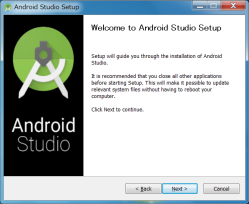 Android Studio Setup
Welcome to Android Studio Setup
Setup will guide you through the installation of Android
Studio.
It is recommended that you close all other applications
before starting Setup. This will make it possible to update
relevant system files without having to reboot your
computer.
Click Next to continue.
Android
Studio
< Back
Next >
Cancel